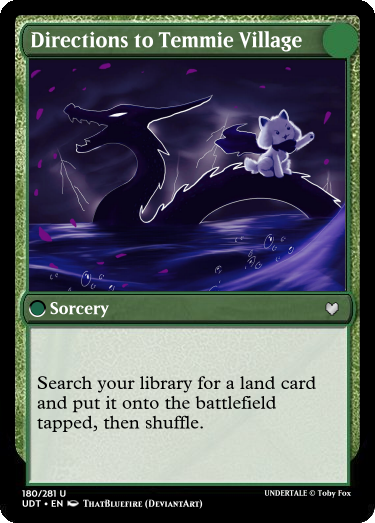 Directions to Temmie Village
Sorcery
Search your library for a land card
and put it onto the battlefield
tapped, then shuffle.
180/281 U
UNDERTALE © Toby Fox
UDT • EN ThatBluefire (DeviantArt)